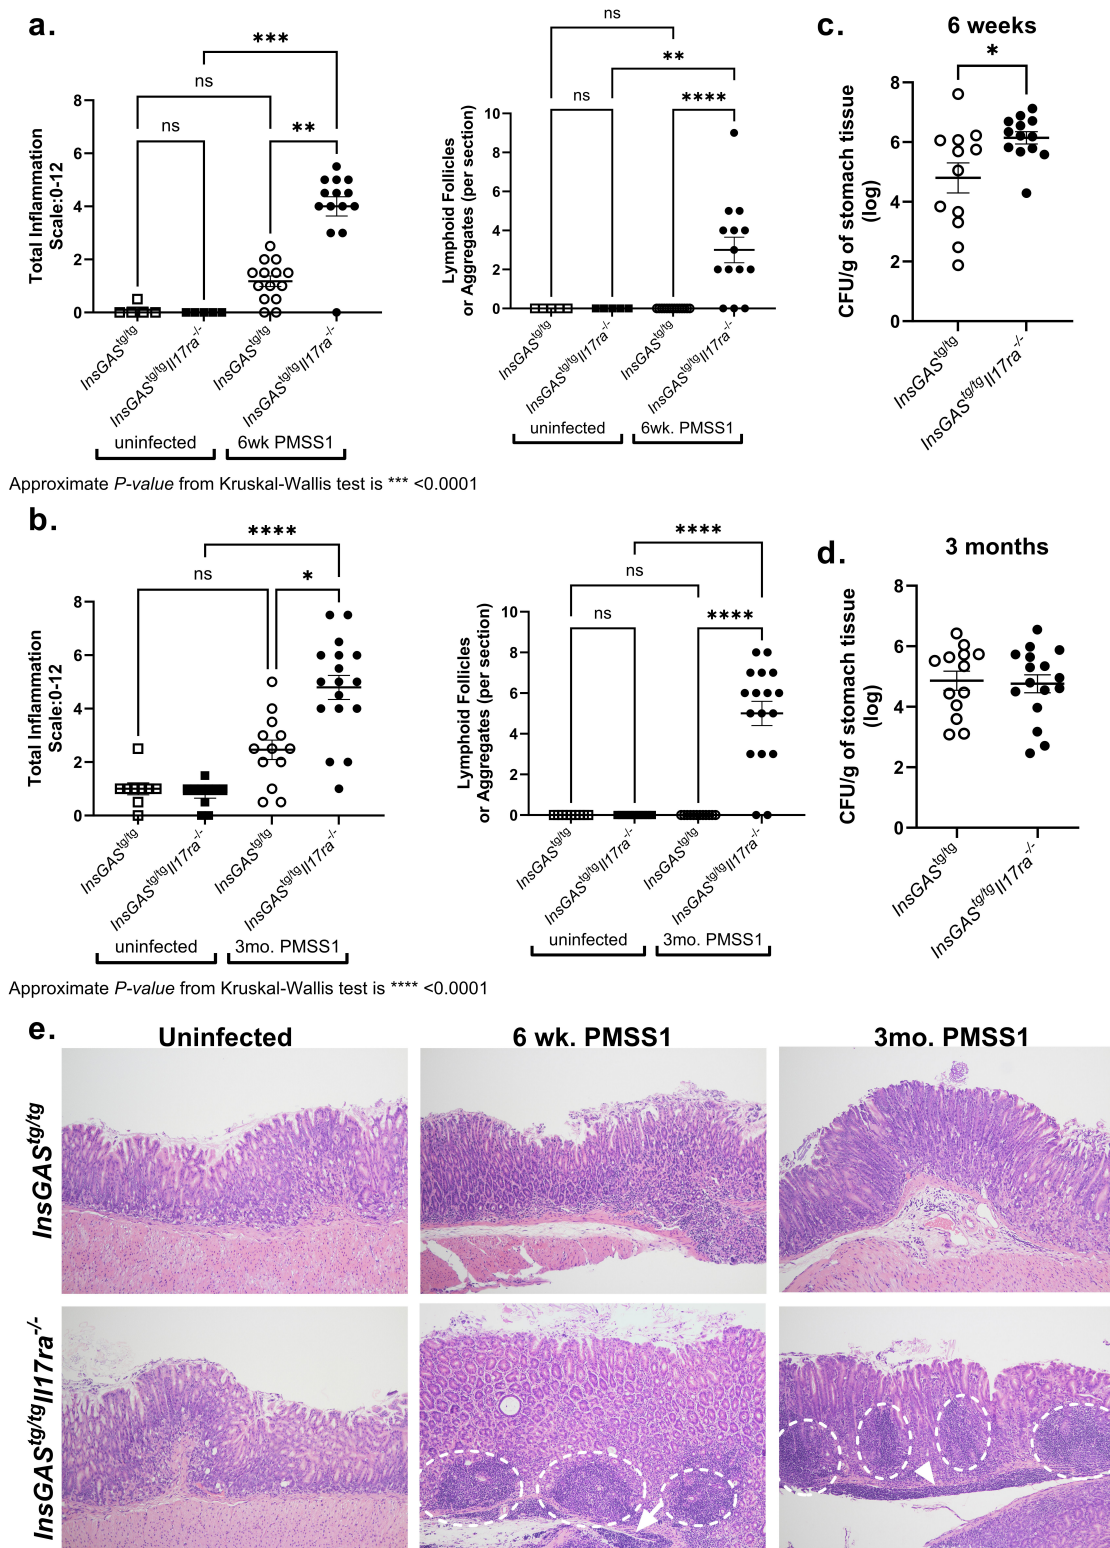 a.
***
ns
ns
**
Total Inflammation
Scale:0-12
8
6
4
2
0
InsGAS^tg/tg
InsGAS^tg/tg Il17ra^-/-
InsGAS^tg/tg
InsGAS^tg/tg Il17ra^-/-
uninfected
6wk PMSS1
ns
**
ns
****
Lymphoid Follicles
or Aggregates (per section)
10
8
6
4
2
0
InsGAS^tg/tg
InsGAS^tg/tg Il17ra^-/-
InsGAS^tg/tg
InsGAS^tg/tg Il17ra^-/-
uninfected
6wk. PMSS1
c.
6 weeks
*
CFU/g of stomach tissue
(log)
8
6
4
2
0
InsGAS^tg/tg
InsGAS^tg/tg Il17ra^-/-
Approximate P-value from Kruskal-Wallis test is *** <0.0001
b.
****
ns
*
Total Inflammation
Scale:0-12
8
6
4
2
0
InsGAS^tg/tg
InsGAS^tg/tg Il17ra^-/-
InsGAS^tg/tg
InsGAS^tg/tg Il17ra^-/-
uninfected
3mo. PMSS1
****
ns
ns
****
Lymphoid Follicles
or Aggregates (per section)
10
8
6
4
2
0
InsGAS^tg/tg
InsGAS^tg/tg Il17ra^-/-
InsGAS^tg/tg
InsGAS^tg/tg Il17ra^-/-
uninfected
3mo. PMSS1
d.
3 months
CFU/g of stomach tissue
(log)
8
6
4
2
0
InsGAS^tg/tg
InsGAS^tg/tg Il17ra^-/-
Approximate P-value from Kruskal-Wallis test is **** <0.0001
e.
Uninfected
6 wk. PMSS1
3mo. PMSS1
InsGAS^tg/tg
InsGAS^tg/tg Il17ra^-/-